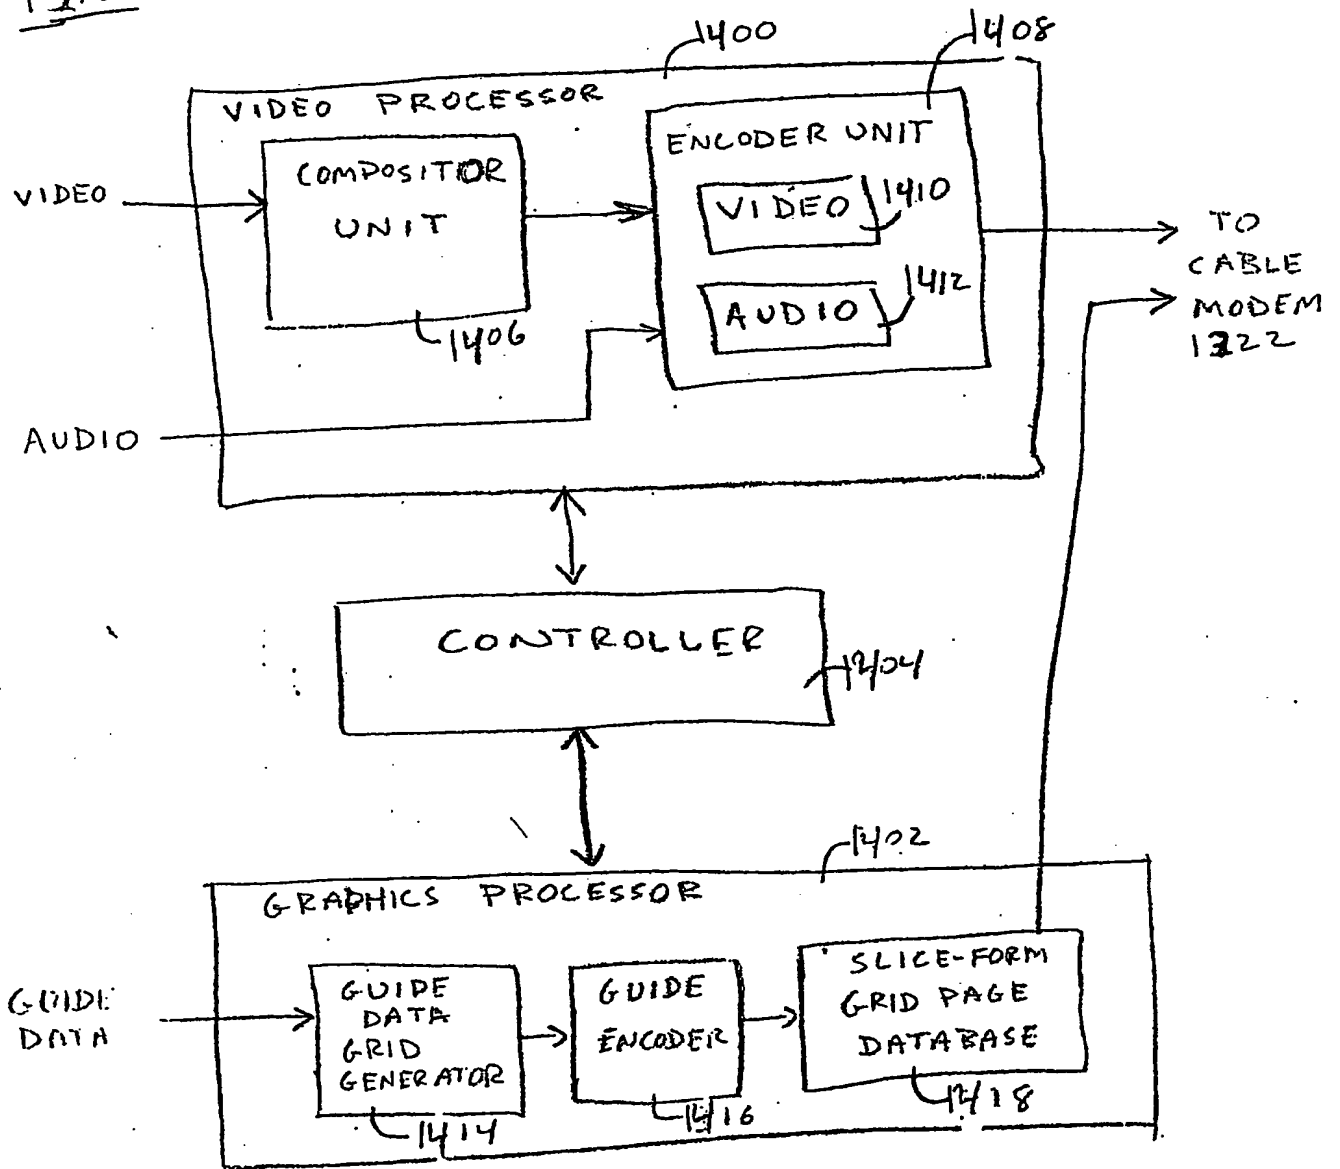 1400
1408
VIDEO PROCESSOR
ENCODER UNIT
COMPOSITOR
UNIT
VIDEO
VIDEO
1410
AUDIO
1412
1406
TO
CABLE
MODEM
1322
AUDIO
CONTROLLER
1404
1402
GRAPHICS PROCESSOR
GUIDE
DATA
GUIDE
DATA
GRID
GENERATOR
GUIDE
ENCODER
SLICE-FORM
GRID PAGE
DATABASE
1414
1416
1418